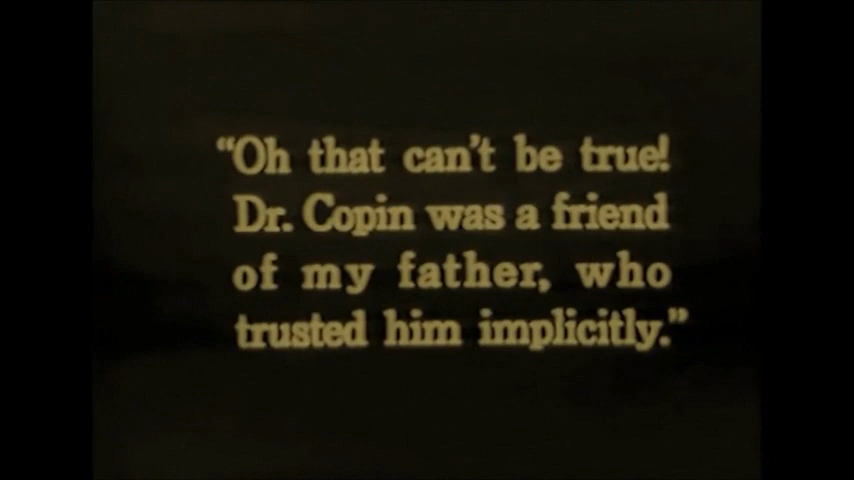 “Oh that can't be true!
Dr. Copin was a friend
of my father, who
trusted him implicitly.”